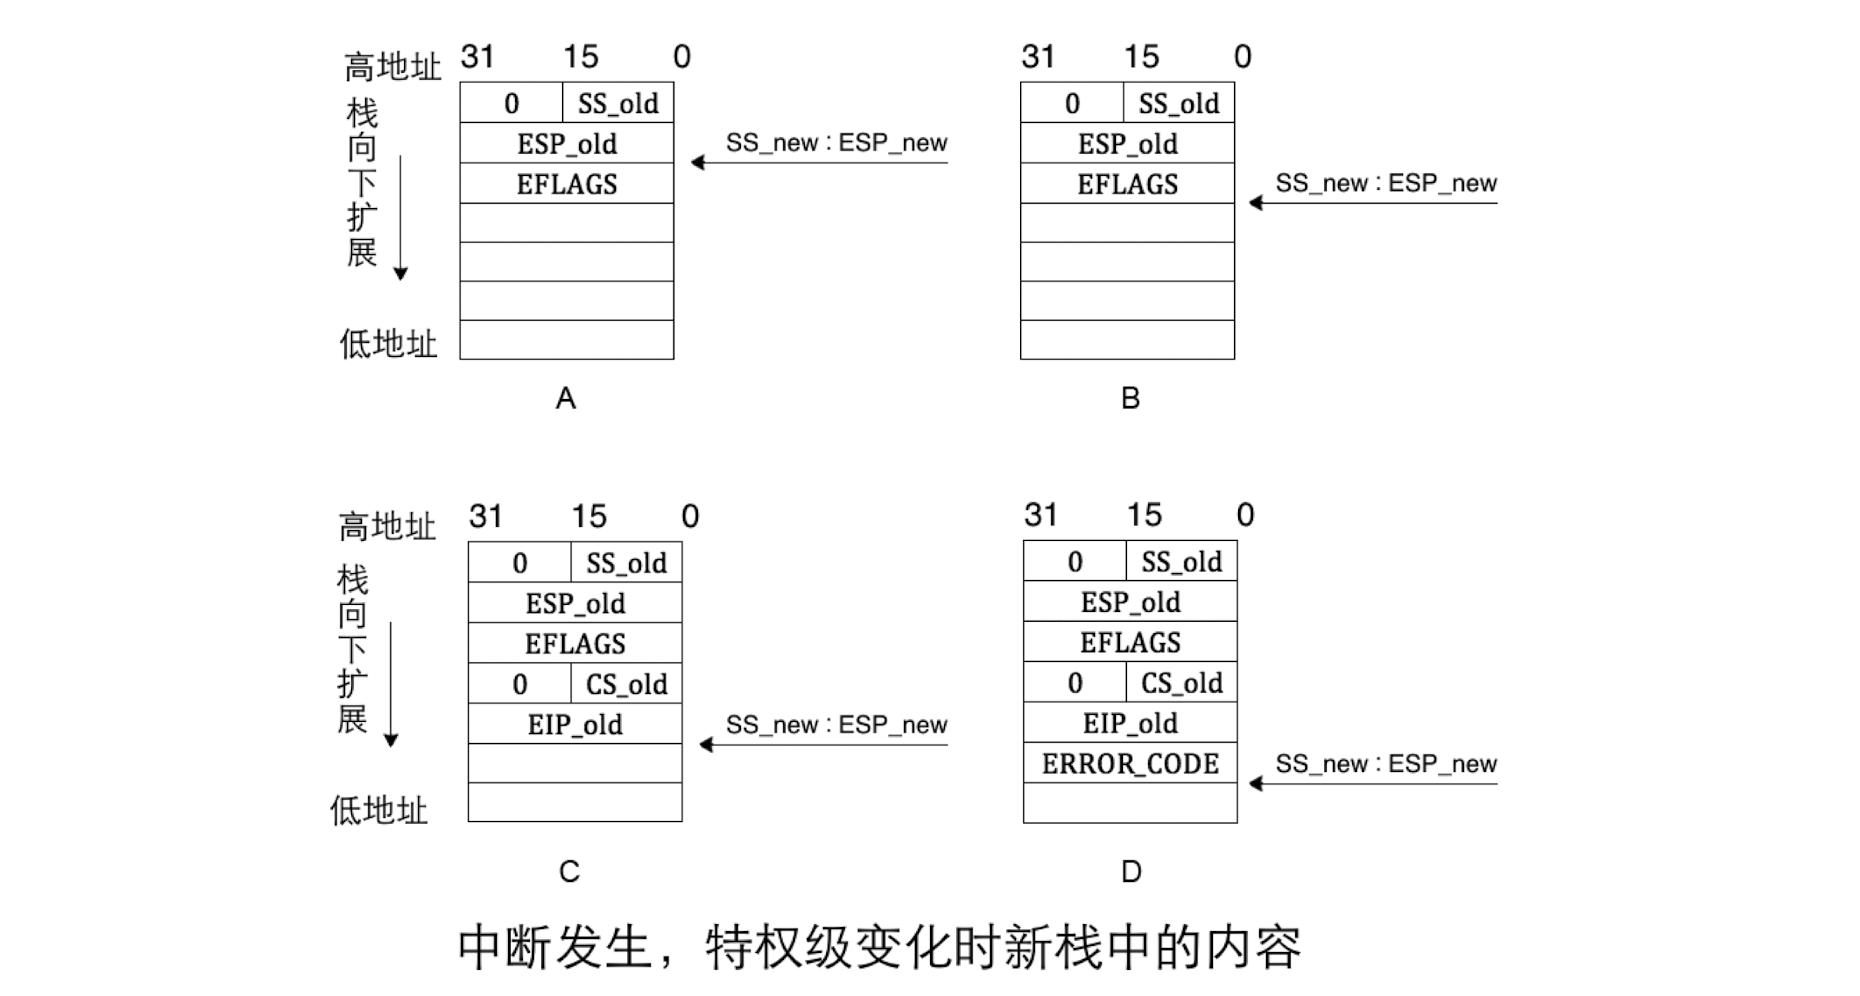 高地址 31 15 0
0 SS_old
ESP_old
EFLAGS
SS_new : ESP_new
栈向下扩展
低地址
A
31 15 0
0 SS_old
ESP_old
EFLAGS
SS_new : ESP_new
B
高地址 31 15 0
0 SS_old
ESP_old
EFLAGS
0 CS_old
EIP_old
SS_new : ESP_new
栈向下扩展
低地址
C
31 15 0
0 SS_old
ESP_old
EFLAGS
0 CS_old
EIP_old
ERROR_CODE
SS_new : ESP_new
D
中断发生，特权级变化时新栈中的内容